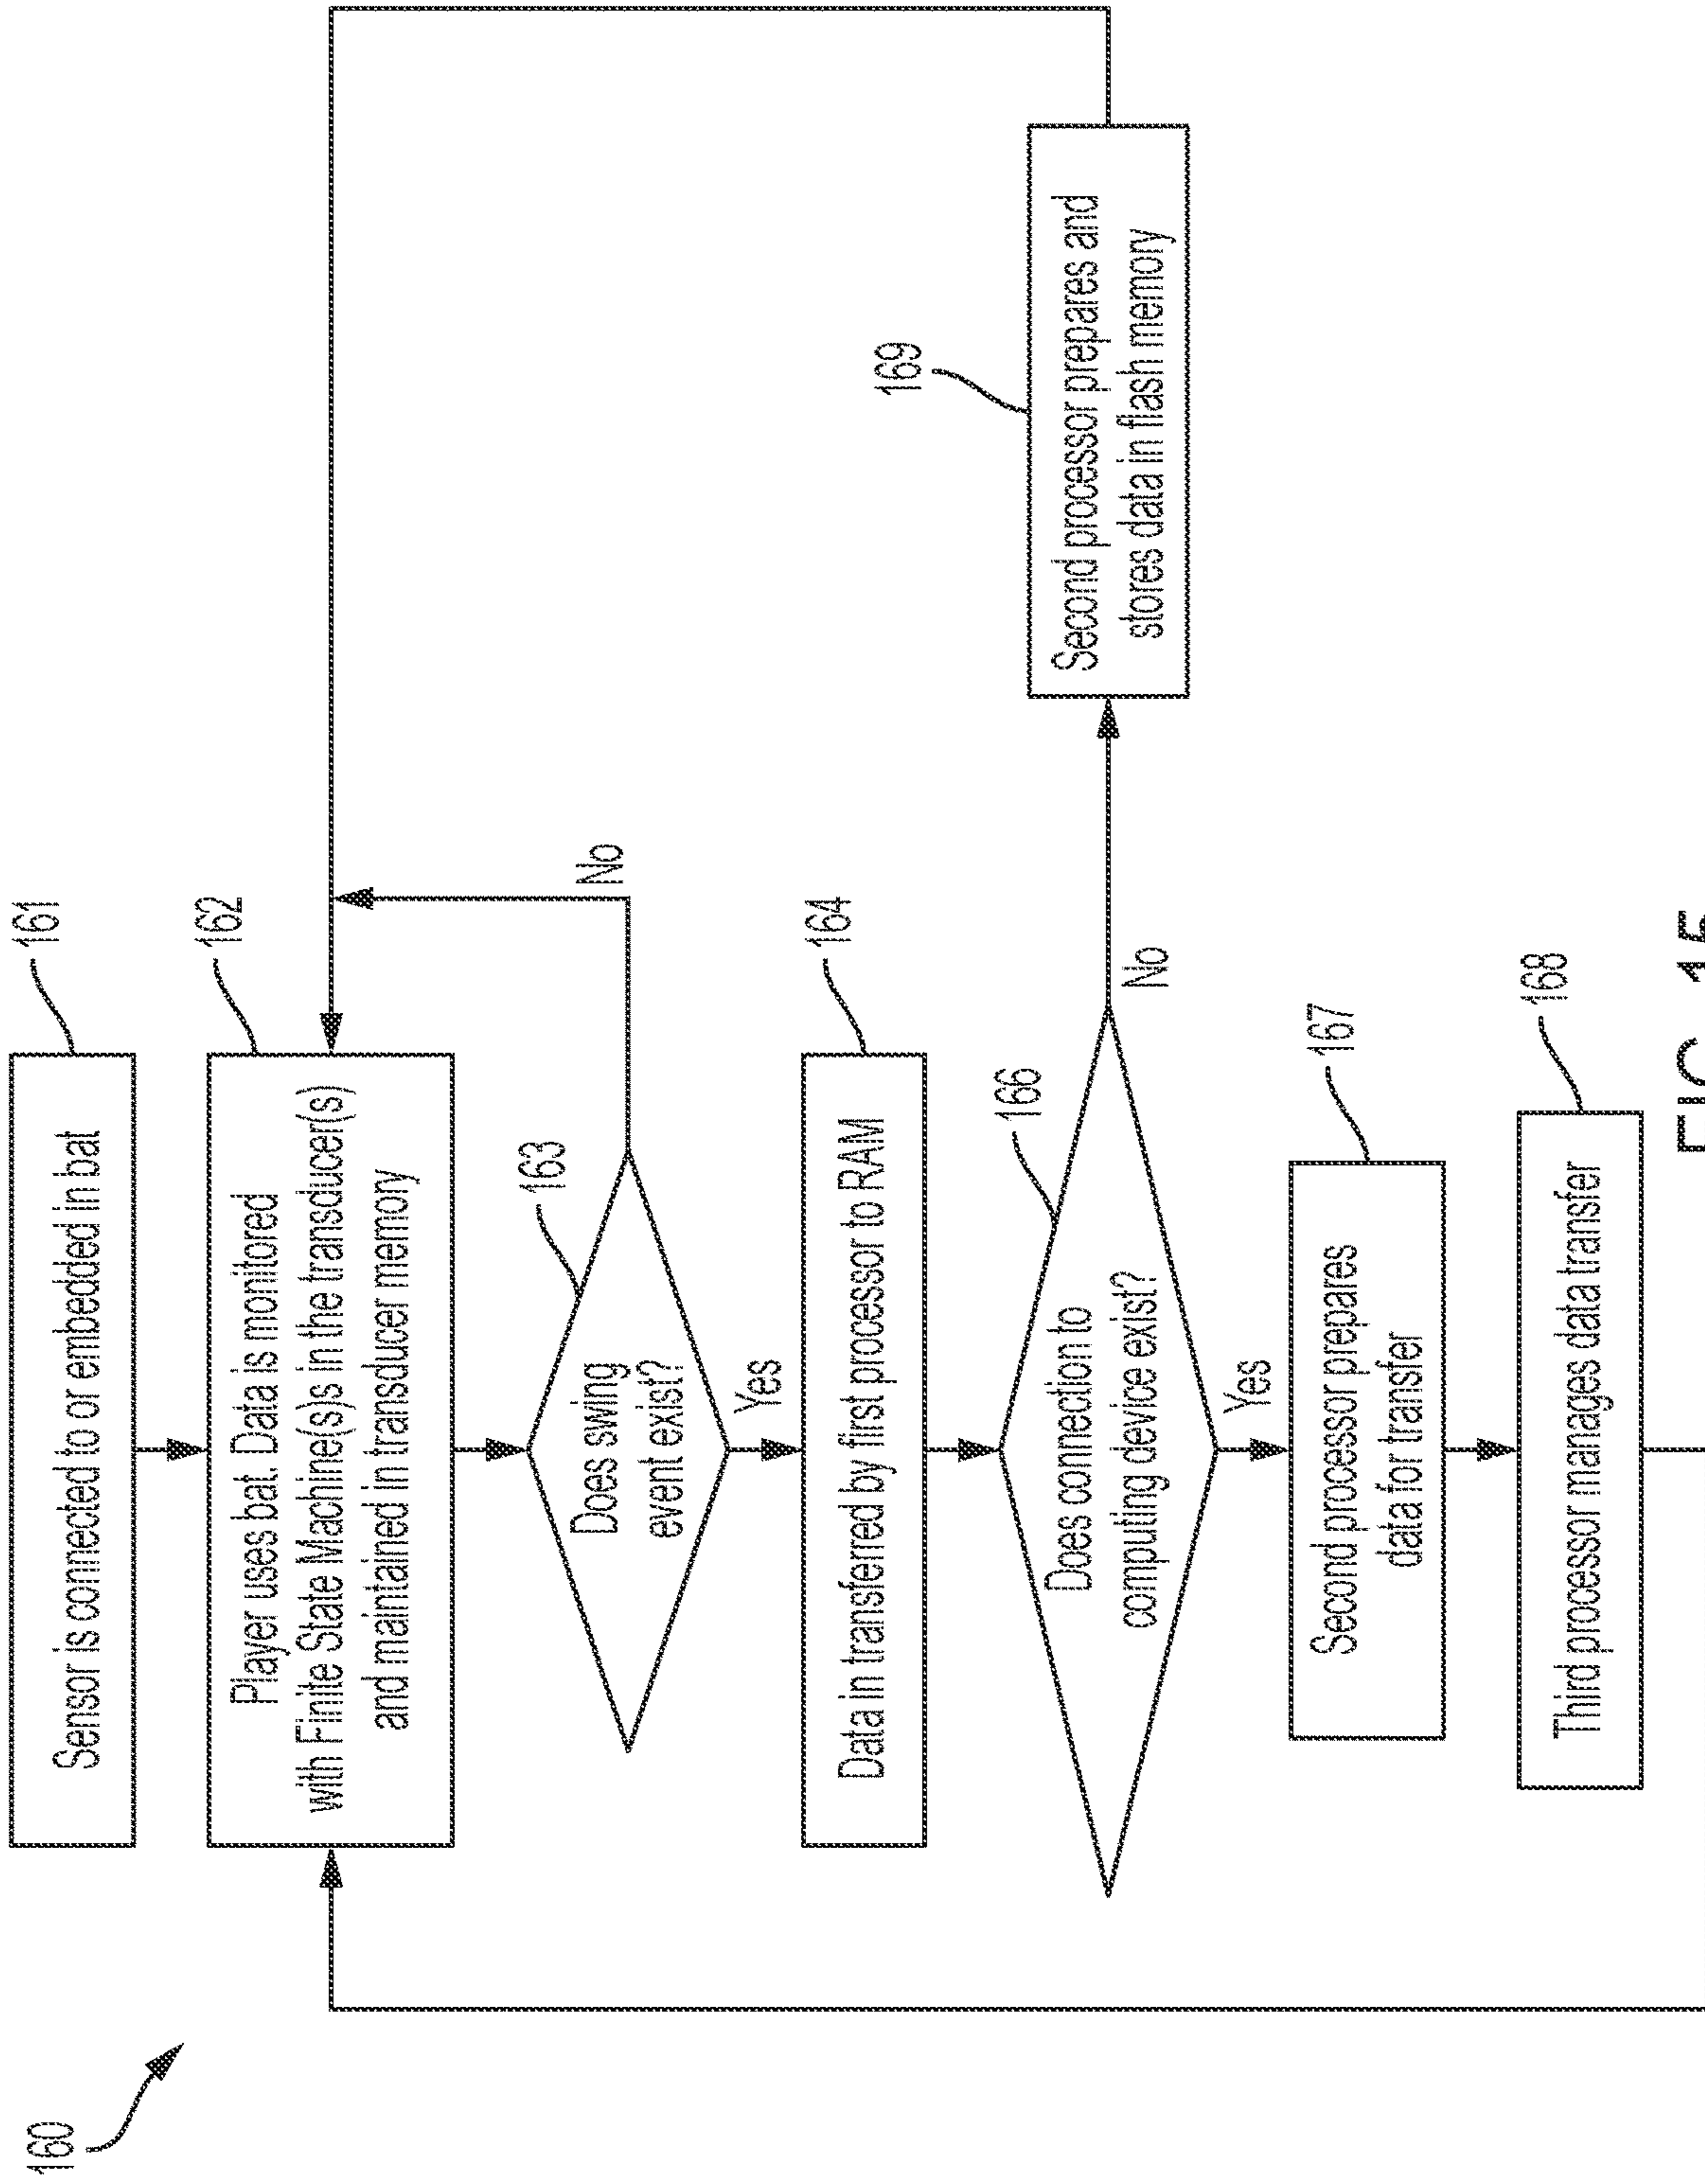 160
161
Sensor is connected to or embedded in bat
162
Player uses bat. Data is monitored
with Finite State Machine(s)s in the transducer(s)
and maintained in transducer memory
163
Does swing
event exist?
No
Yes
164
Data in transferred by first processor to RAM
166
Does connection to
computing device exist?
No
169
Second processor prepares and
stores data in flash memory
Yes
167
Second processor prepares
data for transfer
168
Third processor manages data transfer
FIG. 15